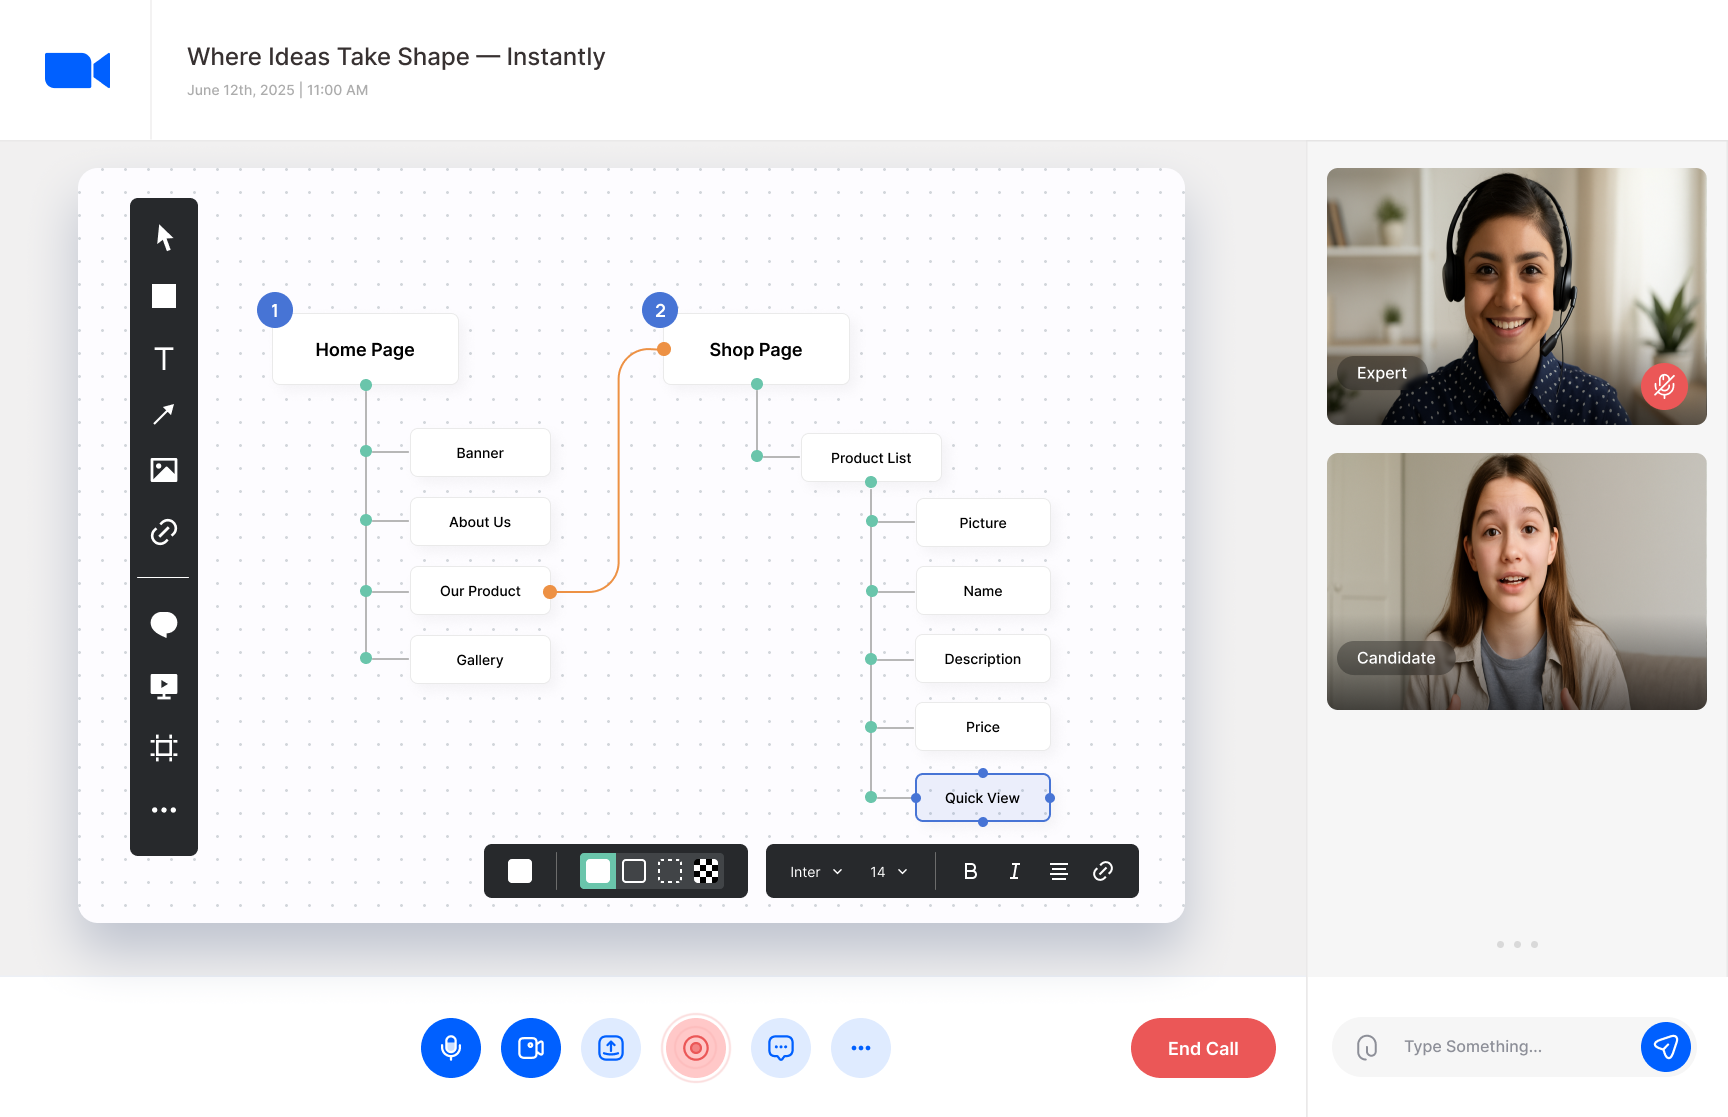 Where Ideas Take Shape — Instantly
June 12th, 2025 | 11:00 AM
1
Home Page
Banner
About Us
Our Product
Gallery
2
Shop Page
Product List
Picture
Name
Description
Price
Quick View
T
Inter
14
B
I
Expert
Candidate
End Call
Type Something...